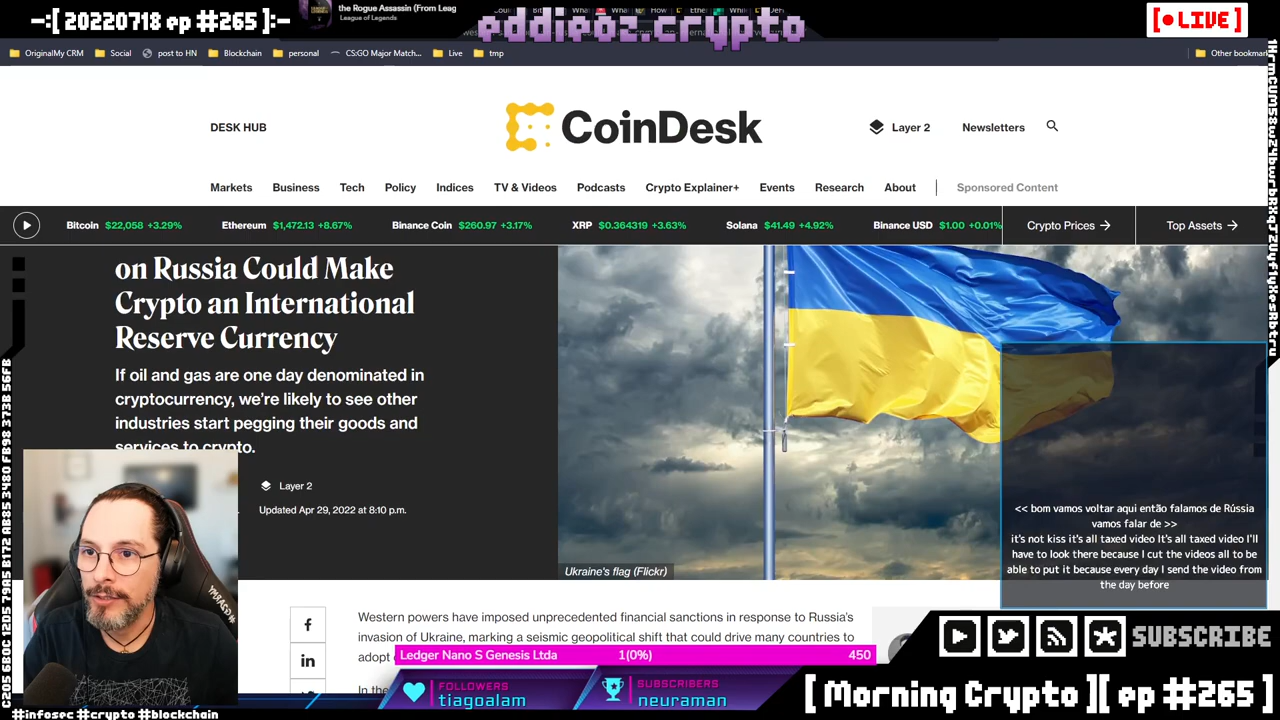 -:[ 20220718 ep #265 ]:-
the Rogue Assassin (From Leag
League of Legends
eddieoz.crypto
[ • LIVE ]
OriginalMy CRM
Social
post to HN
Blockchain
personal
CS:GO Major Match...
Live
tmp
Other bookmar
DESK HUB
CoinDesk
Layer 2
Newsletters
Markets
Business
Tech
Policy
Indices
TV & Videos
Podcasts
Crypto Explainer+
Events
Research
About
Sponsored Content
Bitcoin $22,058 +3.29%
Ethereum $1,472.13 +8.67%
Binance Coin $260.97 +3.17%
XRP $0.364319 +3.63%
Solana $41.49 +4.92%
Binance USD $1.00 +0.01%
Crypto Prices →
Top Assets →
on Russia Could Make
Crypto an International
Reserve Currency
If oil and gas are one day denominated in
cryptocurrency, we're likely to see other
industries start pegging their goods and
services to crypto.
Layer 2
Updated Apr 29, 2022 at 8:10 p.m.
Ukraine's flag (Flickr)
<< bom vamos voltar aqui então falamos de Rússia
vamos falar de >>
it's not kiss it's all taxed video It's all taxed video I'll
have to look there because I cut the videos all to be
able to put it because every day I send the video from
the day before
Western powers have imposed unprecedented financial sanctions in response to Russia's
invasion of Ukraine, marking a seismic geopolitical shift that could drive many countries to
adopt
In the
Ledger Nano S Genesis Ltda 1(0%) 450
FOLLOWERS
tiagoalam
SUBSCRIBERS
neuraman
SUBSCRIBE
[ Morning Crypto ][ ep #265 ]
#infosec #crypto #blockchain